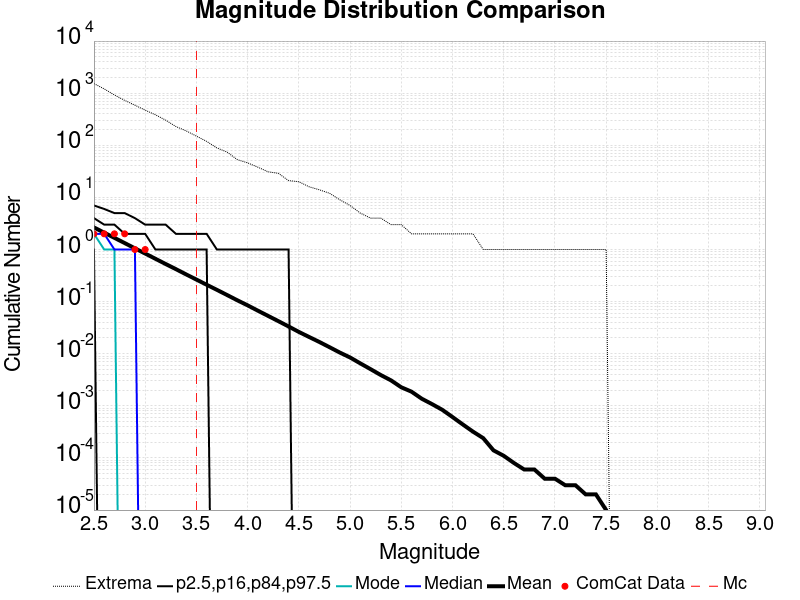 Magnitude Distribution Comparison
Cumulative Number
10 4
10 3
10 2
10 1
10 0
10 -1
10 -2
10 -3
10 -4
10 -5
2.5 3.0 3.5 4.0 4.5 5.0 5.5 6.0 6.5 7.0 7.5 8.0 8.5 9.0
Magnitude
Extrema p2.5,p16,p84,p97.5 Mode Median Mean ComCat Data Mc